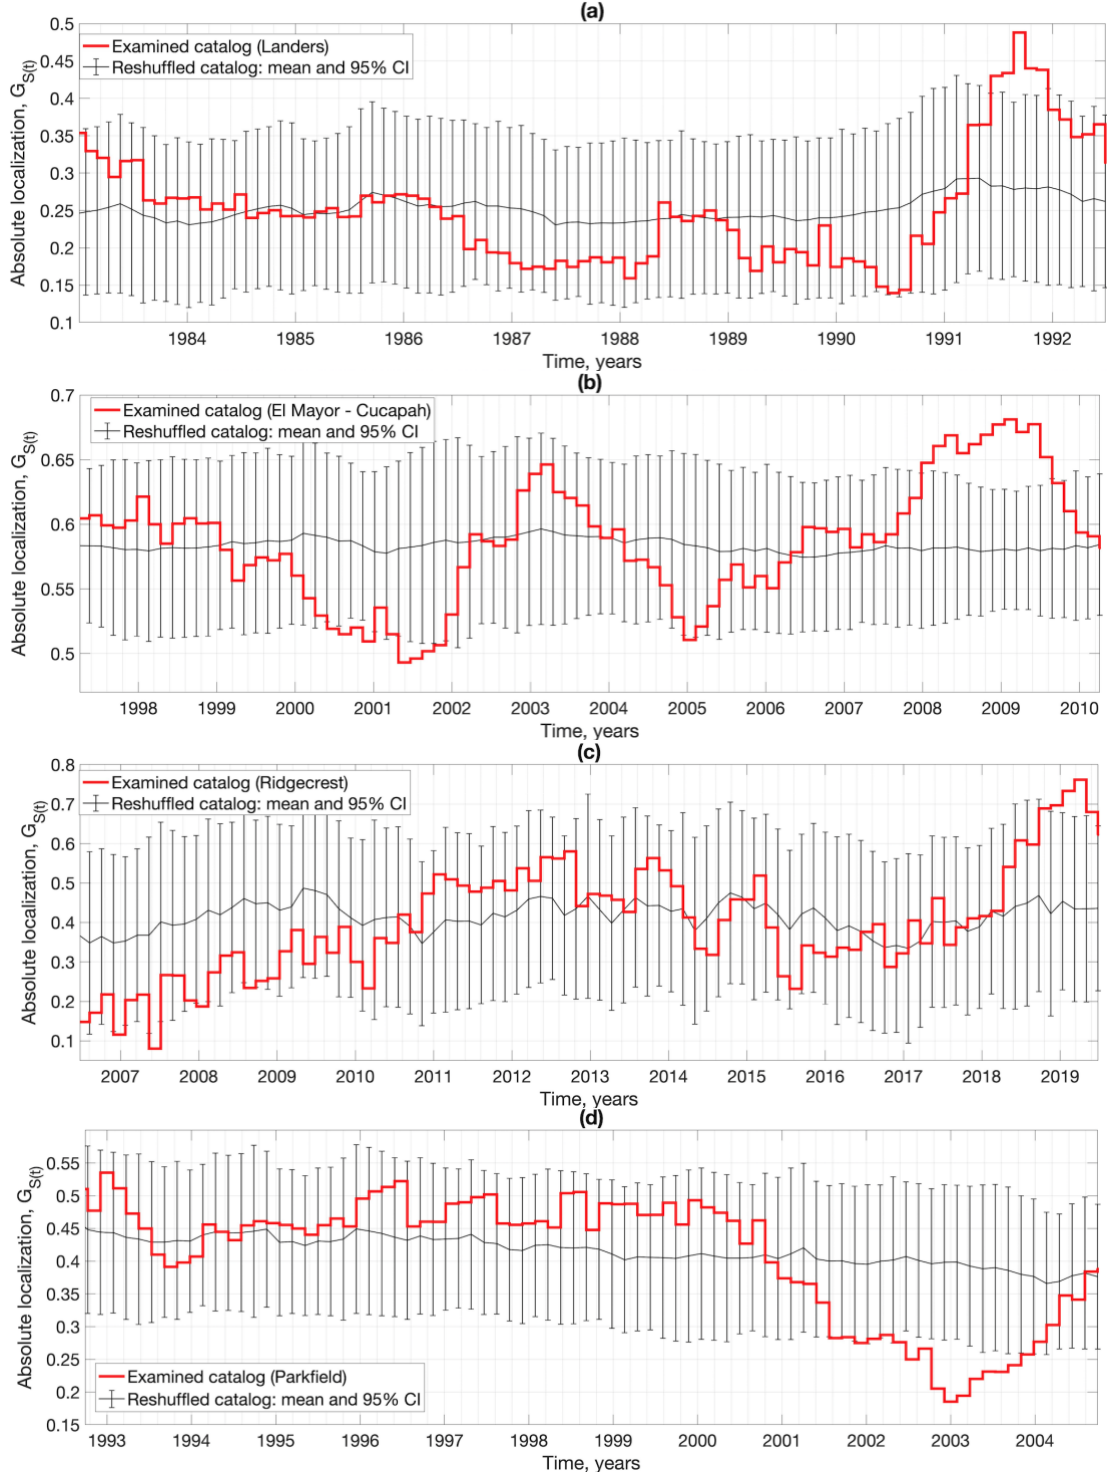 (a)
0.5
0.45
0.4
0.35
0.3
0.25
0.2
0.15
0.1
Absolute localization, G_S(t)
Examined catalog (Landers)
Reshuffled catalog: mean and 95% CI
1984 1985 1986 1987 1988 1989 1990 1991 1992
Time, years
(b)
0.7
0.65
0.6
0.55
0.5
Absolute localization, G_S(t)
Examined catalog (El Mayor - Cucapah)
Reshuffled catalog: mean and 95% CI
1998 1999 2000 2001 2002 2003 2004 2005 2006 2007 2008 2009 2010
Time, years
(c)
0.8
0.7
0.6
0.5
0.4
0.3
0.2
0.1
Absolute localization, G_S(t)
Examined catalog (Ridgecrest)
Reshuffled catalog: mean and 95% CI
2007 2008 2009 2010 2011 2012 2013 2014 2015 2016 2017 2018 2019
Time, years
(d)
0.55
0.5
0.45
0.4
0.35
0.3
0.25
0.2
0.15
Absolute localization, G_S(t)
Examined catalog (Parkfield)
Reshuffled catalog: mean and 95% CI
1993 1994 1995 1996 1997 1998 1999 2000 2001 2002 2003 2004
Time, years